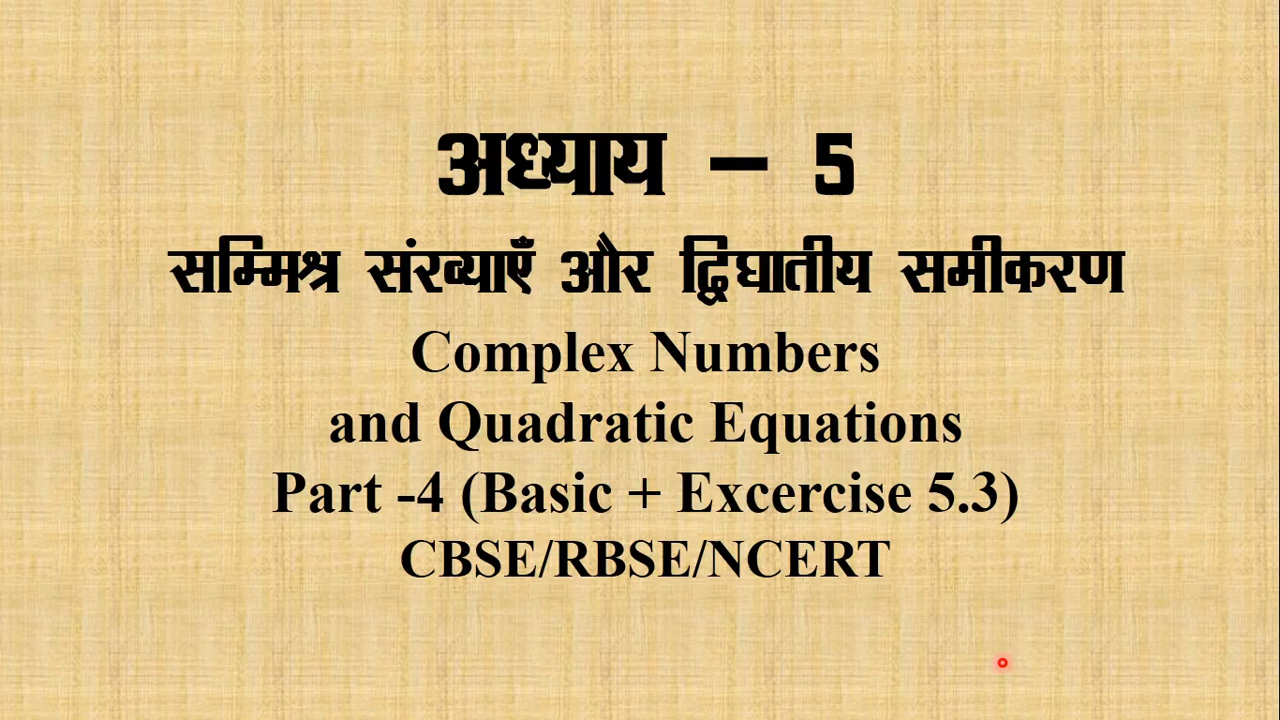 अध्याय – 5
सम्मिश्र संख्याएँ और द्विघातीय समीकरण
Complex Numbers
and Quadratic Equations
Part -4 (Basic + Excercise 5.3)
CBSE/RBSE/NCERT